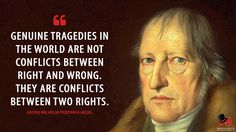 GENUINE TRAGEDIES IN
THE WORLD ARE NOT
CONFLICTS BETWEEN
RIGHT AND WRONG.
THEY ARE CONFLICTS
BETWEEN TWO RIGHTS.
GEORG WILHELM FRIEDRICH HEGEL